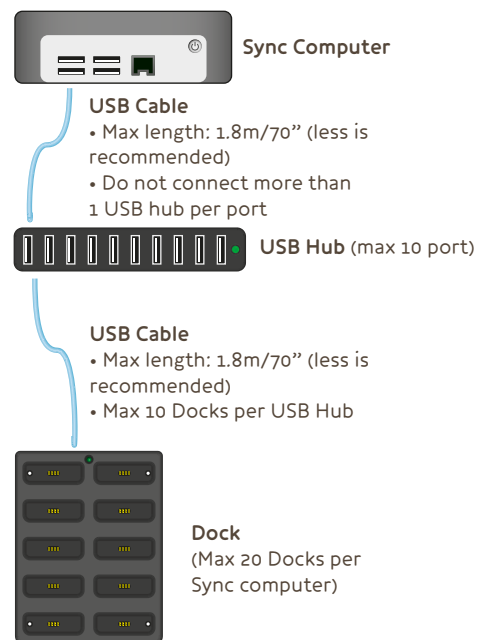 Sync Computer
USB Cable
• Max length: 1.8m/70” (less is
recommended)
• Do not connect more than
1 USB hub per port
USB Hub (max 10 port)
USB Cable
• Max length: 1.8m/70” (less is
recommended)
• Max 10 Docks per USB Hub
Dock
(Max 20 Docks per
Sync computer)